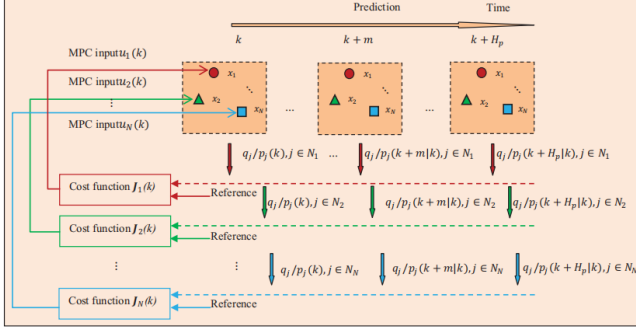 Prediction Time
k k + m k + H_p
MPC input u_1(k)
x_1 x_1 x_1
MPC input u_2(k)
x_2 x_2 x_2
⋮ ⋱ ⋱ ⋱
MPC input u_N(k)
x_N ... x_N ... x_N
q_j/p_j(k), j ∈ N_1 ... q_j/p_j(k + m|k), j ∈ N_1 q_j/p_j(k + H_p|k), j ∈ N_1
Cost function J_1(k)
Reference
q_j/p_j(k), j ∈ N_2 q_j/p_j(k + m|k), j ∈ N_2 q_j/p_j(k + H_p|k), j ∈ N_2
Cost function J_2(k)
Reference
⋮ ⋮
q_j/p_j(k), j ∈ N_N q_j/p_j(k + m|k), j ∈ N_N q_j/p_j(k + H_p|k), j ∈ N_N
Cost function J_N(k)
Reference